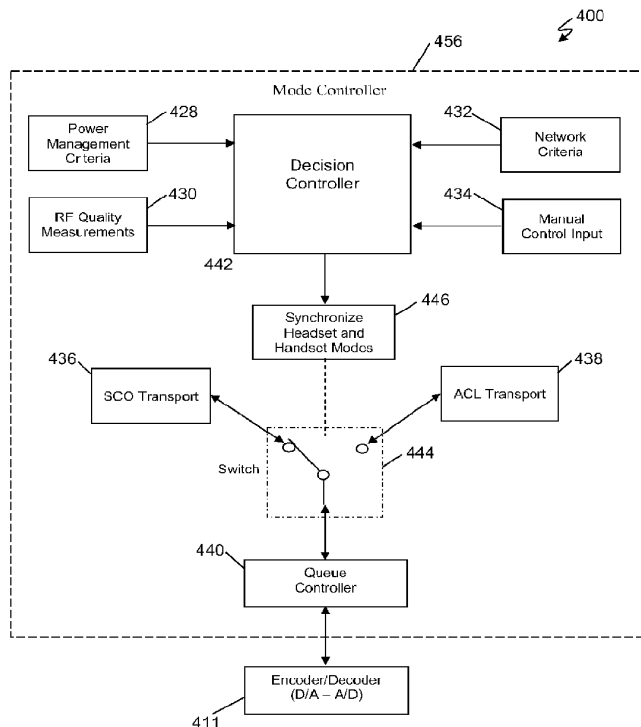 400
456
Mode Controller
428
Power
Management
Criteria
Decision
Controller
432
Network
Criteria
430
RF Quality
Measurements
434
Manual
Control Input
442
446
Synchronize
Headset and
Handset Modes
436
SCO Transport
438
ACL Transport
Switch
444
440
Queue
Controller
Encoder/Decoder
(D/A – A/D)
411